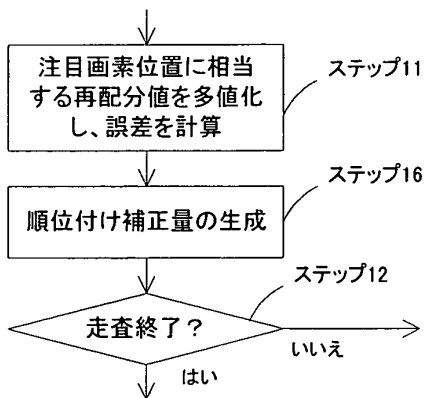 注目画素位置に相当
する再配分値を多値化
し、誤差を計算
ステップ11
順位付け補正量の生成
ステップ16
走査終了？
ステップ12
いいえ
はい